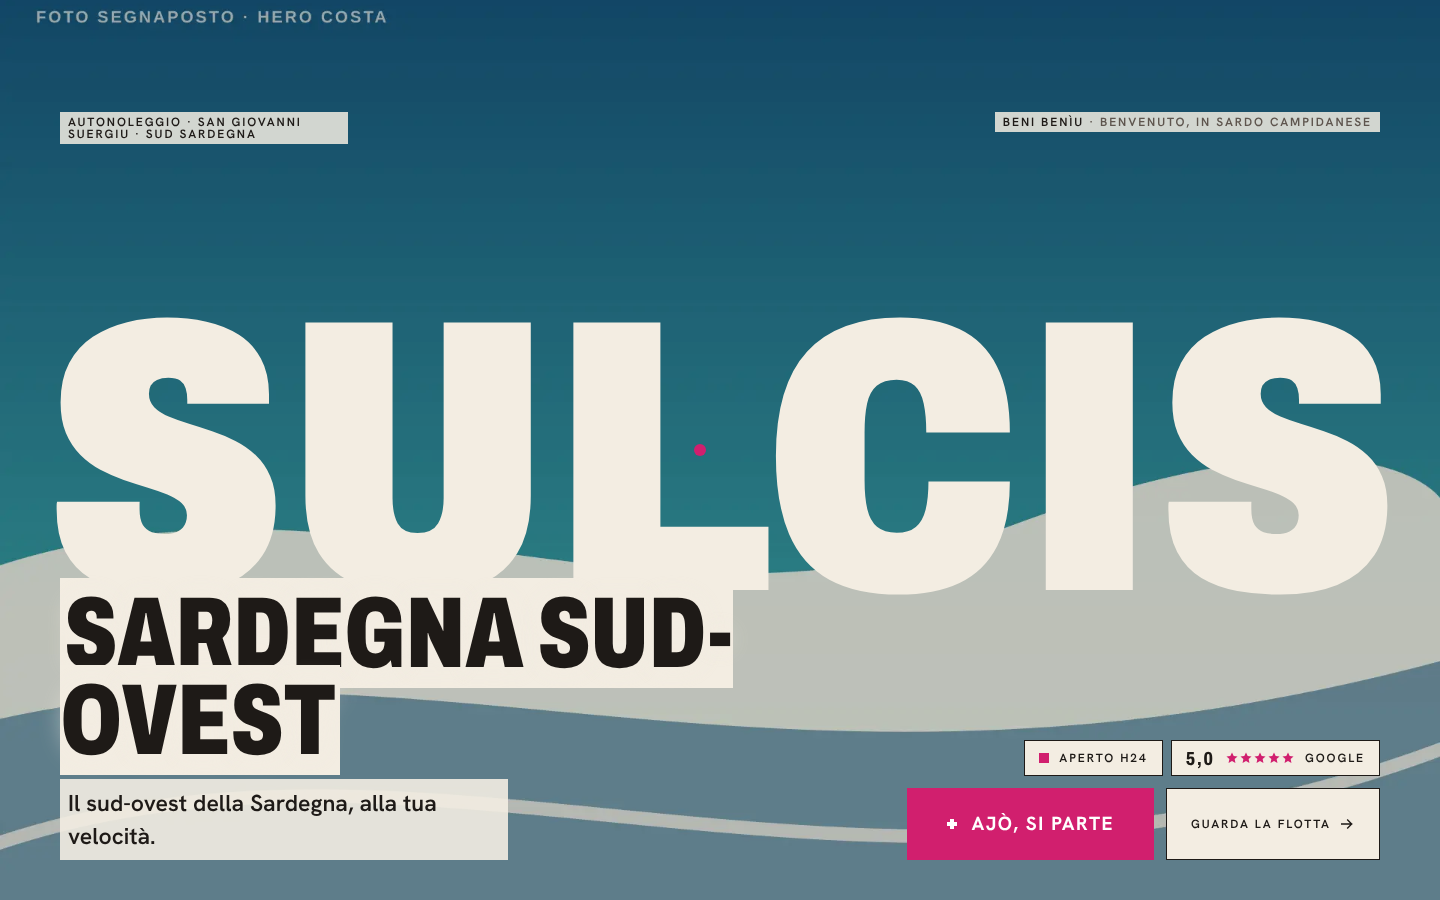 FOTO SEGNAPOSTO · HERO COSTA
AUTONOLEGGIO · SAN GIOVANNI
SUERGIU · SUD SARDEGNA
BENI BENÌU · BENVENUTO, IN SARDO CAMPIDANESE
SULCIS
SARDEGNA SUD-
OVEST
Il sud-ovest della Sardegna, alla tua
velocità.
APERTO H24
5,0 ★★★★★ GOOGLE
AJÒ, SI PARTE
GUARDA LA FLOTTA →